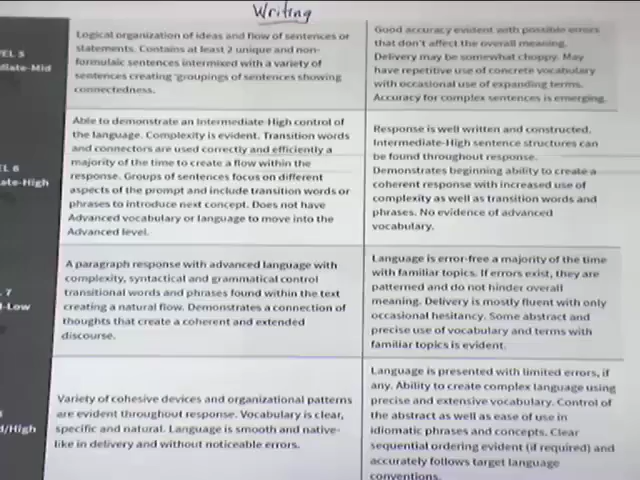 Writing
EL 5
diate-Mid
Logical organization of ideas and flow of sentences or
statements. Contains at least 2 unique and non-
formulaic sentences intermixed with a variety of
sentences creating groupings of sentences showing
connectedness.
Good accuracy evident with possible errors
that don't affect the overall meaning.
Delivery may be somewhat choppy. May
have repetitive use of concrete vocabulary
with occasional use of expanding terms.
Accuracy for complex sentences is emerging.
EL 6
ate-High
Able to demonstrate an Intermediate-High control of
the language. Complexity is evident. Transition words
and connectors are used correctly and efficiently a
majority of the time to create a flow within the
response. Groups of sentences focus on different
aspects of the prompt and include transition words or
phrases to introduce next concept. Does not have
Advanced vocabulary or language to move into the
Advanced level.
Response is well written and constructed.
Intermediate-High sentence structures can
be found throughout response.
Demonstrates beginning ability to create a
coherent response with increased use of
complexity as well as transition words and
phrases. No evidence of advanced
vocabulary.
7
-Low
A paragraph response with advanced language with
complexity, syntactical and grammatical control
transitional words and phrases found within the text
creating a natural flow. Demonstrates a connection of
thoughts that create a coherent and extended
discourse.
Language is error-free a majority of the time
with familiar topics. If errors exist, they are
patterned and do not hinder overall
meaning. Delivery is mostly fluent with only
occasional hesitancy. Some abstract and
precise use of vocabulary and terms with
familiar topics is evident.
d/High
Variety of cohesive devices and organizational patterns
are evident throughout response. Vocabulary is clear,
specific and natural. Language is smooth and native-
like in delivery and without noticeable errors.
Language is presented with limited errors, if
any. Ability to create complex language using
precise and extensive vocabulary. Control of
the abstract as well as ease of use in
idiomatic phrases and concepts. Clear
sequential ordering evident (if required) and
accurately follows target language
conventions.